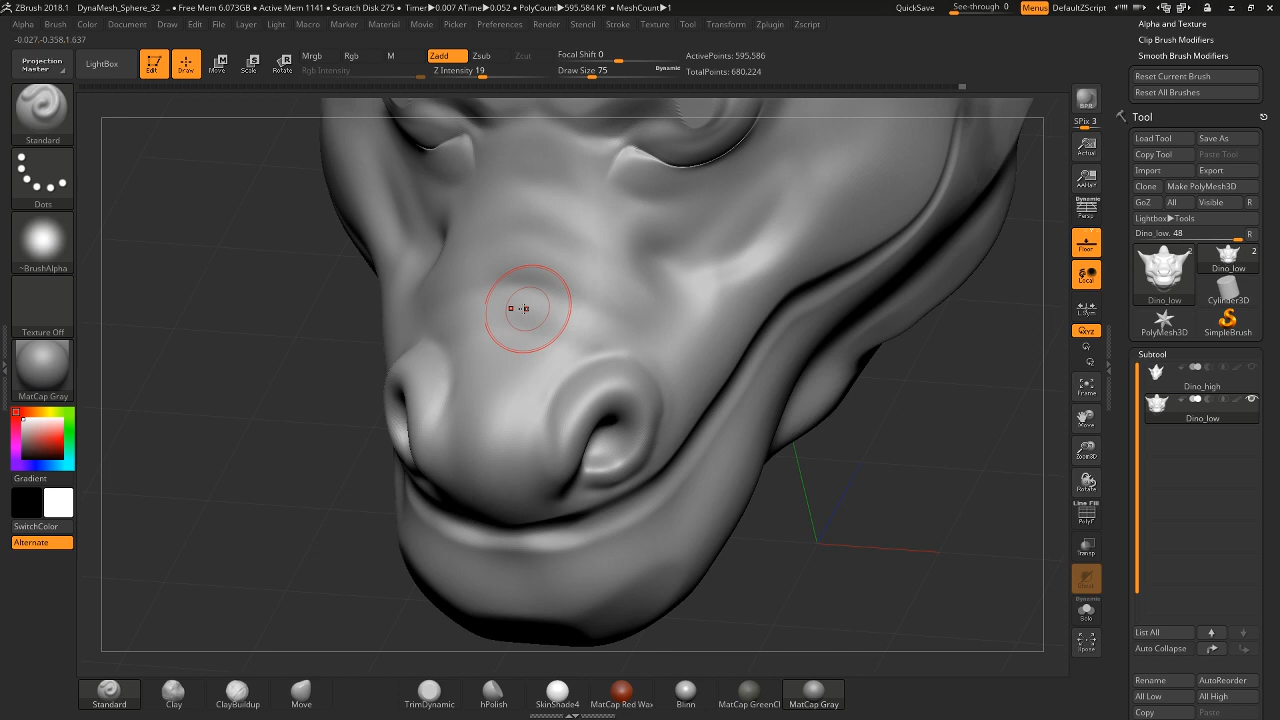 ZBrush 2018.1 DynaMesh_Sphere_32 .. • Free Mem 6.073GB • Active Mem 1141 • Scratch Disk 275 • Timer▶0.007 ATime▶0.052 • PolyCount▶595.584 KP • MeshCount▶1 QuickSave See-through 0 Menus DefaultZScript
Alpha Brush Color Document Draw Edit File Layer Light Macro Marker Material Movie Picker Preferences Render Stencil Stroke Texture Tool Transform Zplugin Zscript
-0.027,-0.358,1.637
Projection Master
LightBox
Edit
Draw
Move
Scale
Rotate
Mrgb Rgb M
Rgb Intensity
Zadd Zsub Zcut
Z Intensity 19
Focal Shift 0
Draw Size 75
Dynamic
ActivePoints: 595,586
TotalPoints: 680,224
Standard
Dots
~BrushAlpha
Texture Off
MatCap Gray
Gradient
SwitchColor
Alternate
BPR
SPix 3
Actual
AAHalf
Dynamic
Persp
Floor
Local
L.Sym
XYZ
Frame
Move
Zoom3D
Rotate
Line Fill
PolyF
Transp
Ghost
Dynamic
Solo
Xpose
Alpha and Texture
Clip Brush Modifiers
Smooth Brush Modifiers
Reset Current Brush
Reset All Brushes
Tool
Load Tool Save As
Copy Tool Paste Tool
Import Export
Clone Make PolyMesh3D
GoZ All Visible R
Lightbox▶Tools
Dino_low. 48 R
2
2
Dino_low
Dino_low
Cylinder3D
PolyMesh3D
SimpleBrush
Subtool
Dino_high
Dino_low
List All
Auto Collapse
Rename AutoReorder
All Low All High
Copy Paste
Standard Clay ClayBuildup Move TrimDynamic hPolish SkinShade4 MatCap Red Wax Blinn MatCap GreenCl MatCap Gray